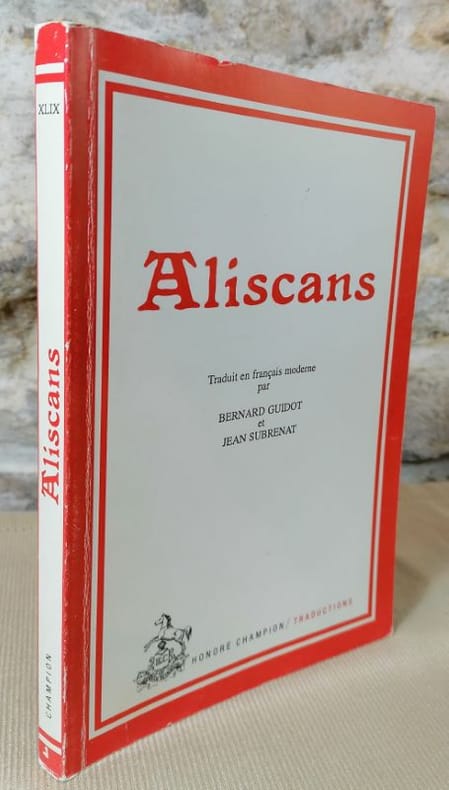 XLIX
Aliscans
CHAMPION
Aliscans
Traduit en français moderne
par
BERNARD GUIDOT
et
JEAN SUBRENAT
HONORÉ CHAMPION / TRADUCTIONS